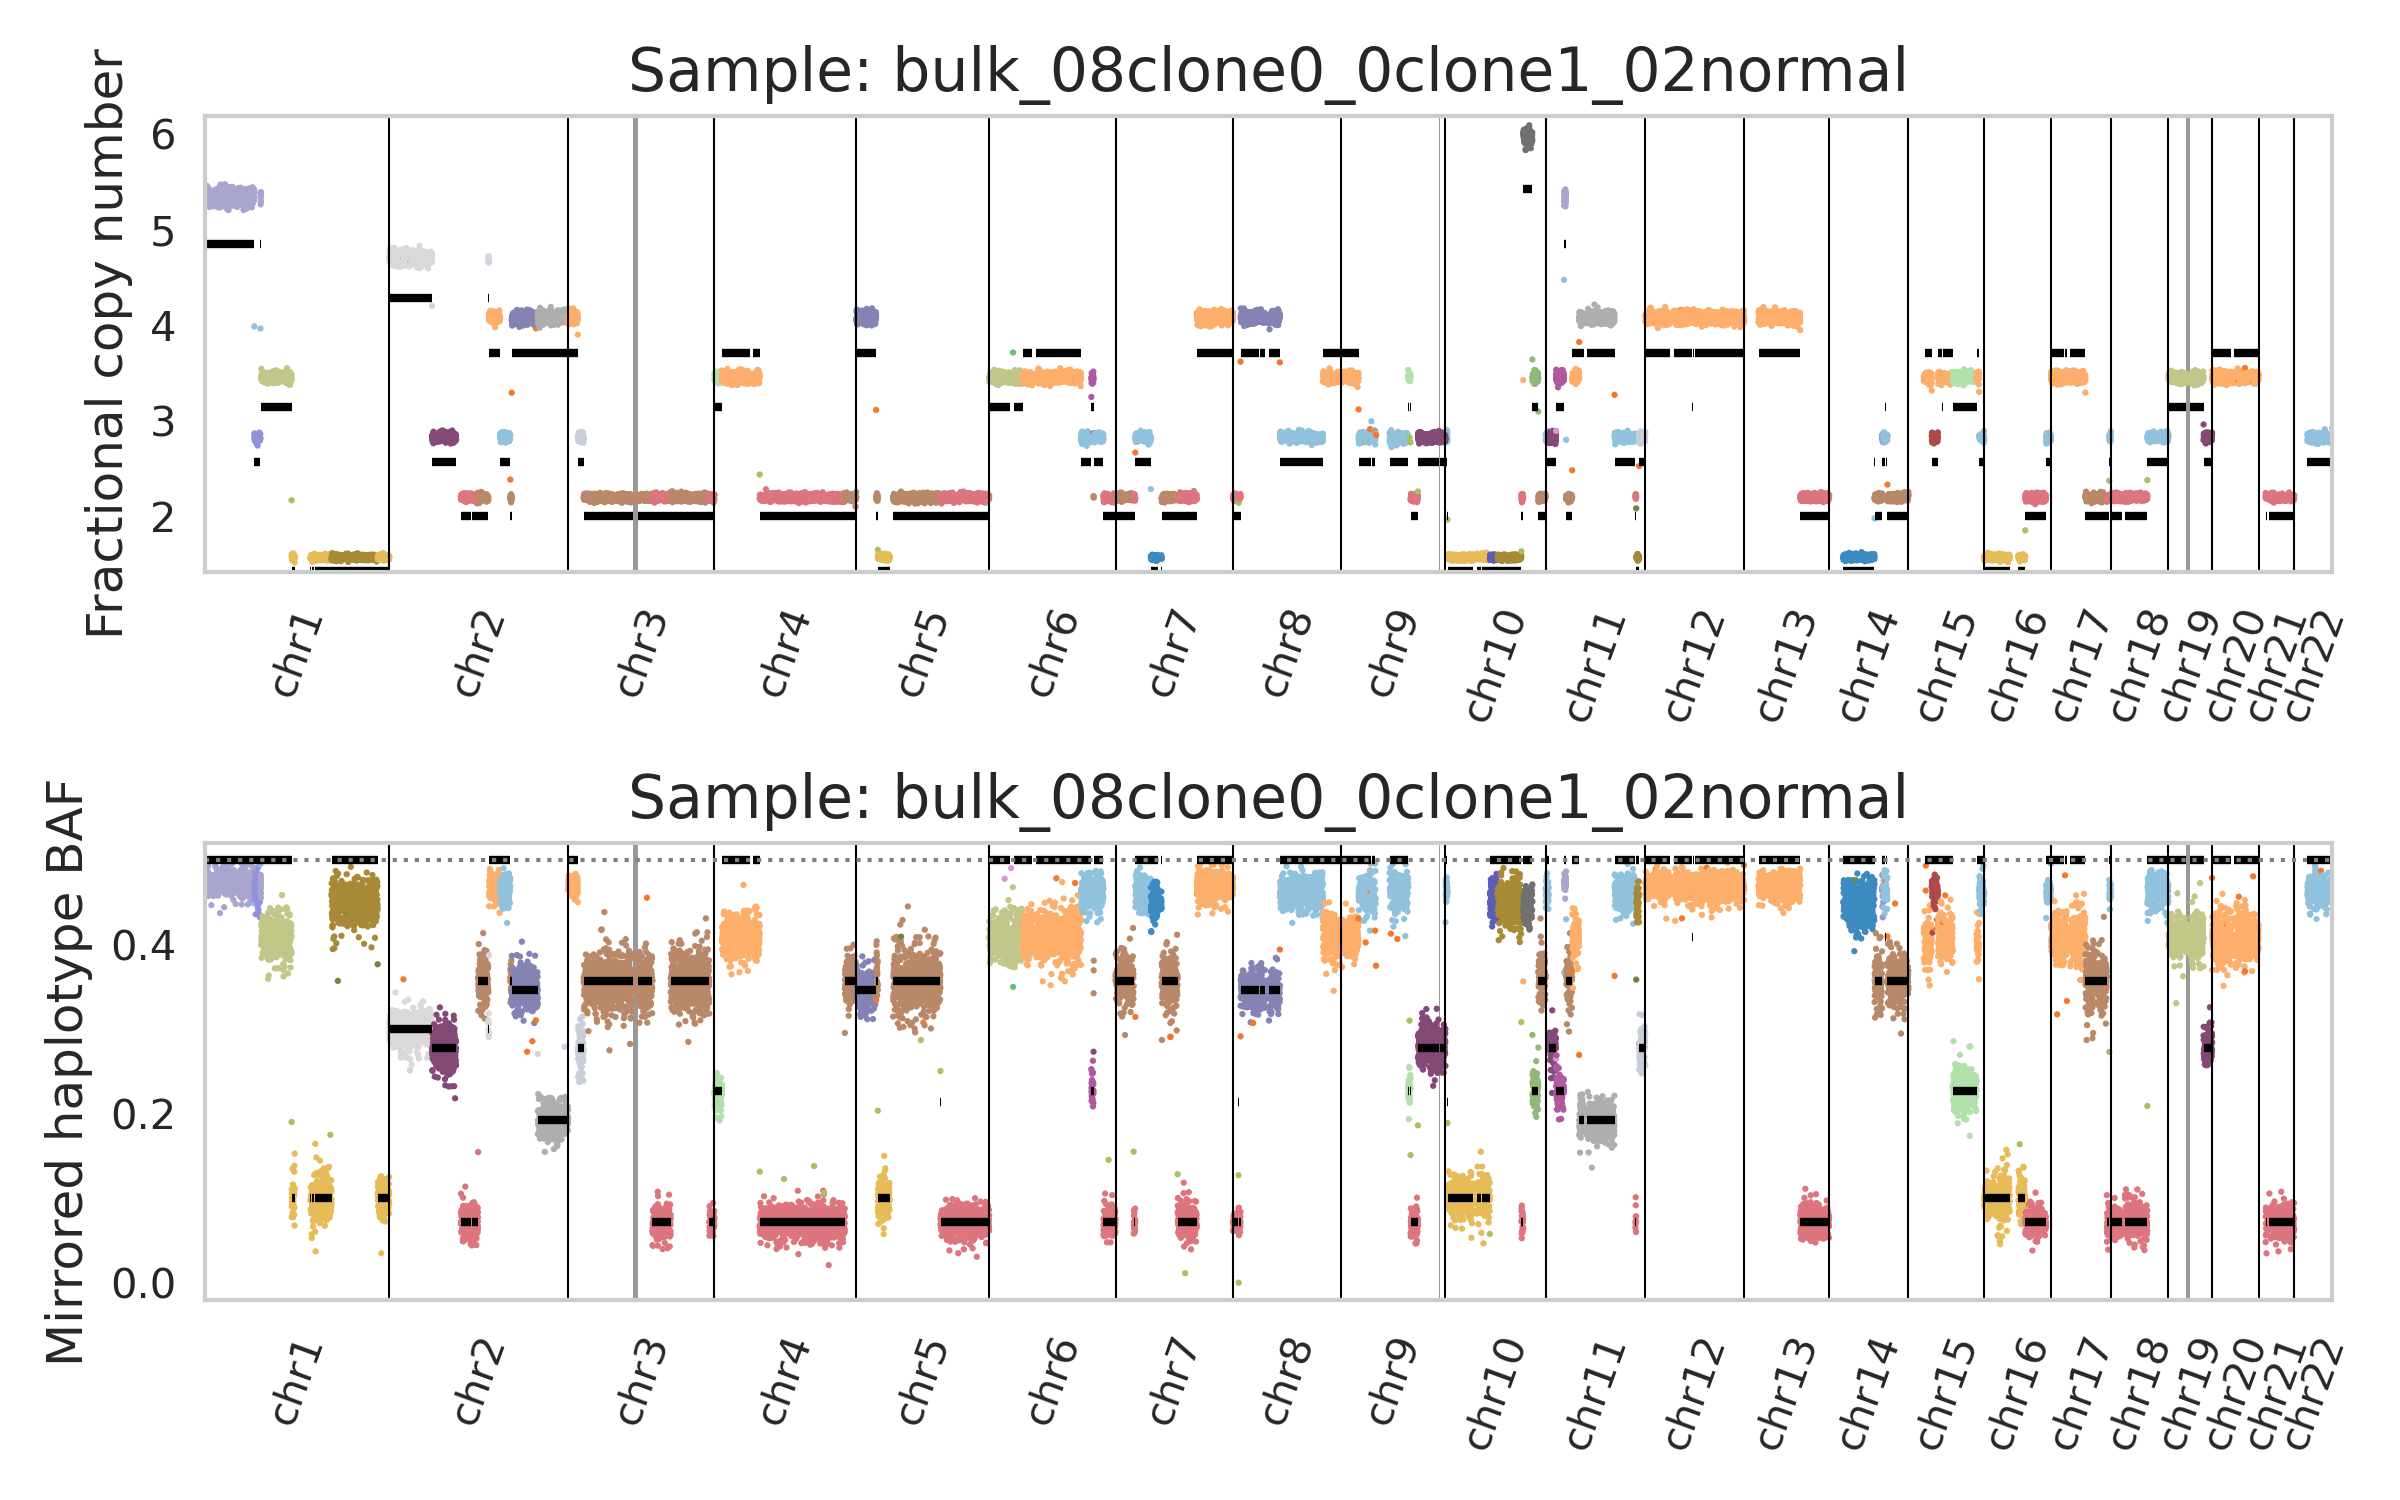 Sample: bulk_08clone0_0clone1_02normal
Fractional copy number
6
5
4
3
2
chr1 chr2 chr3 chr4 chr5 chr6 chr7 chr8 chr9 chr10 chr11 chr12 chr13 chr14 chr15 chr16 chr17 chr18 chr19 chr20 chr21 chr22
Sample: bulk_08clone0_0clone1_02normal
Mirrored haplotype BAF
0.4
0.2
0.0
chr1 chr2 chr3 chr4 chr5 chr6 chr7 chr8 chr9 chr10 chr11 chr12 chr13 chr14 chr15 chr16 chr17 chr18 chr19 chr20 chr21 chr22